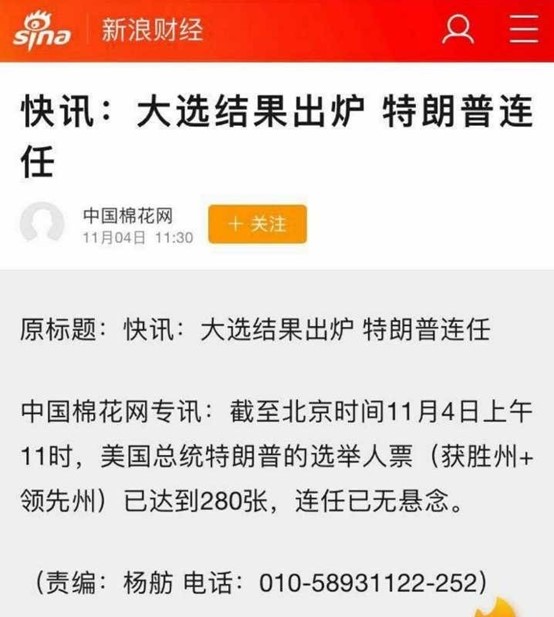 sina 新浪财经
快讯：大选结果出炉 特朗普连
任
中国棉花网
11月04日 11:30
＋ 关注
原标题：快讯：大选结果出炉 特朗普连任
中国棉花网专讯：截至北京时间11月4日上午
11时，美国总统特朗普的选举人票（获胜州+
领先州）已达到280张，连任已无悬念。
（责编：杨舫 电话：010-58931122-252）